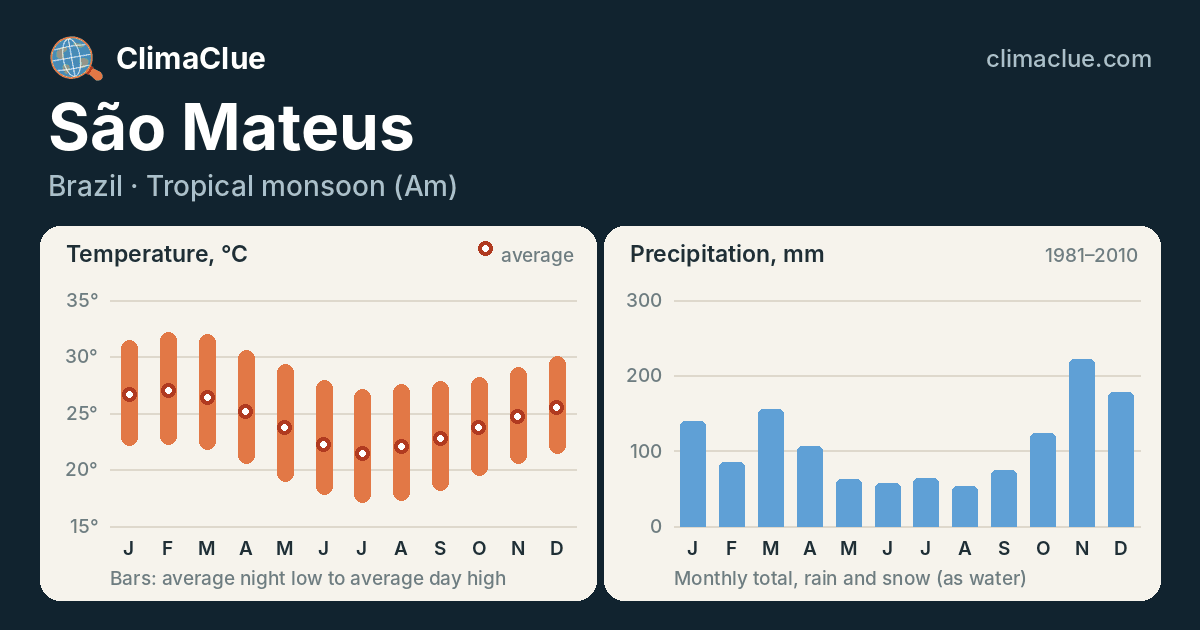 ClimaClue
climaclue.com
São Mateus
Brazil · Tropical monsoon (Am)
Temperature, °C
average
35°
30°
25°
20°
15°
J F M A M J J A S O N D
Bars: average night low to average day high
Precipitation, mm
1981–2010
300
200
100
0
J F M A M J J A S O N D
Monthly total, rain and snow (as water)